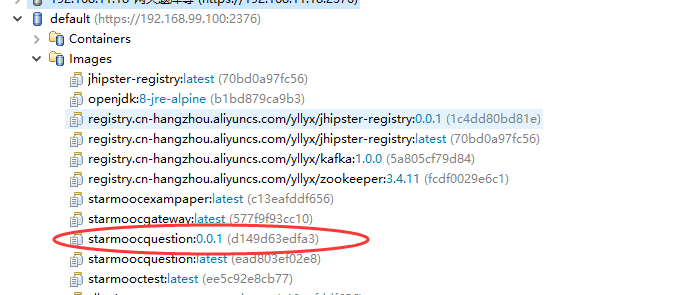 default (https://192.168.99.100:2376)
Containers
Images
jhipster-registry:latest (70bd0a97fc56)
openjdk:8-jre-alpine (b1bd879ca9b3)
registry.cn-hangzhou.aliyuncs.com/yllyx/jhipster-registry:0.0.1 (1c4dd80bd81e)
registry.cn-hangzhou.aliyuncs.com/yllyx/jhipster-registry:latest (70bd0a97fc56)
registry.cn-hangzhou.aliyuncs.com/yllyx/kafka:1.0.0 (5a805cf79d84)
registry.cn-hangzhou.aliyuncs.com/yllyx/zookeeper:3.4.11 (fcdf0029e6c1)
starmoocexampaper:latest (c13eafddf656)
starmoocgateway:latest (577f9f93cc10)
starmoocquestion:0.0.1 (d149d63edfa3)
starmoocquestion:latest (ead803ef02e8)
starmooctest:latest (ee5c92e8cb77)